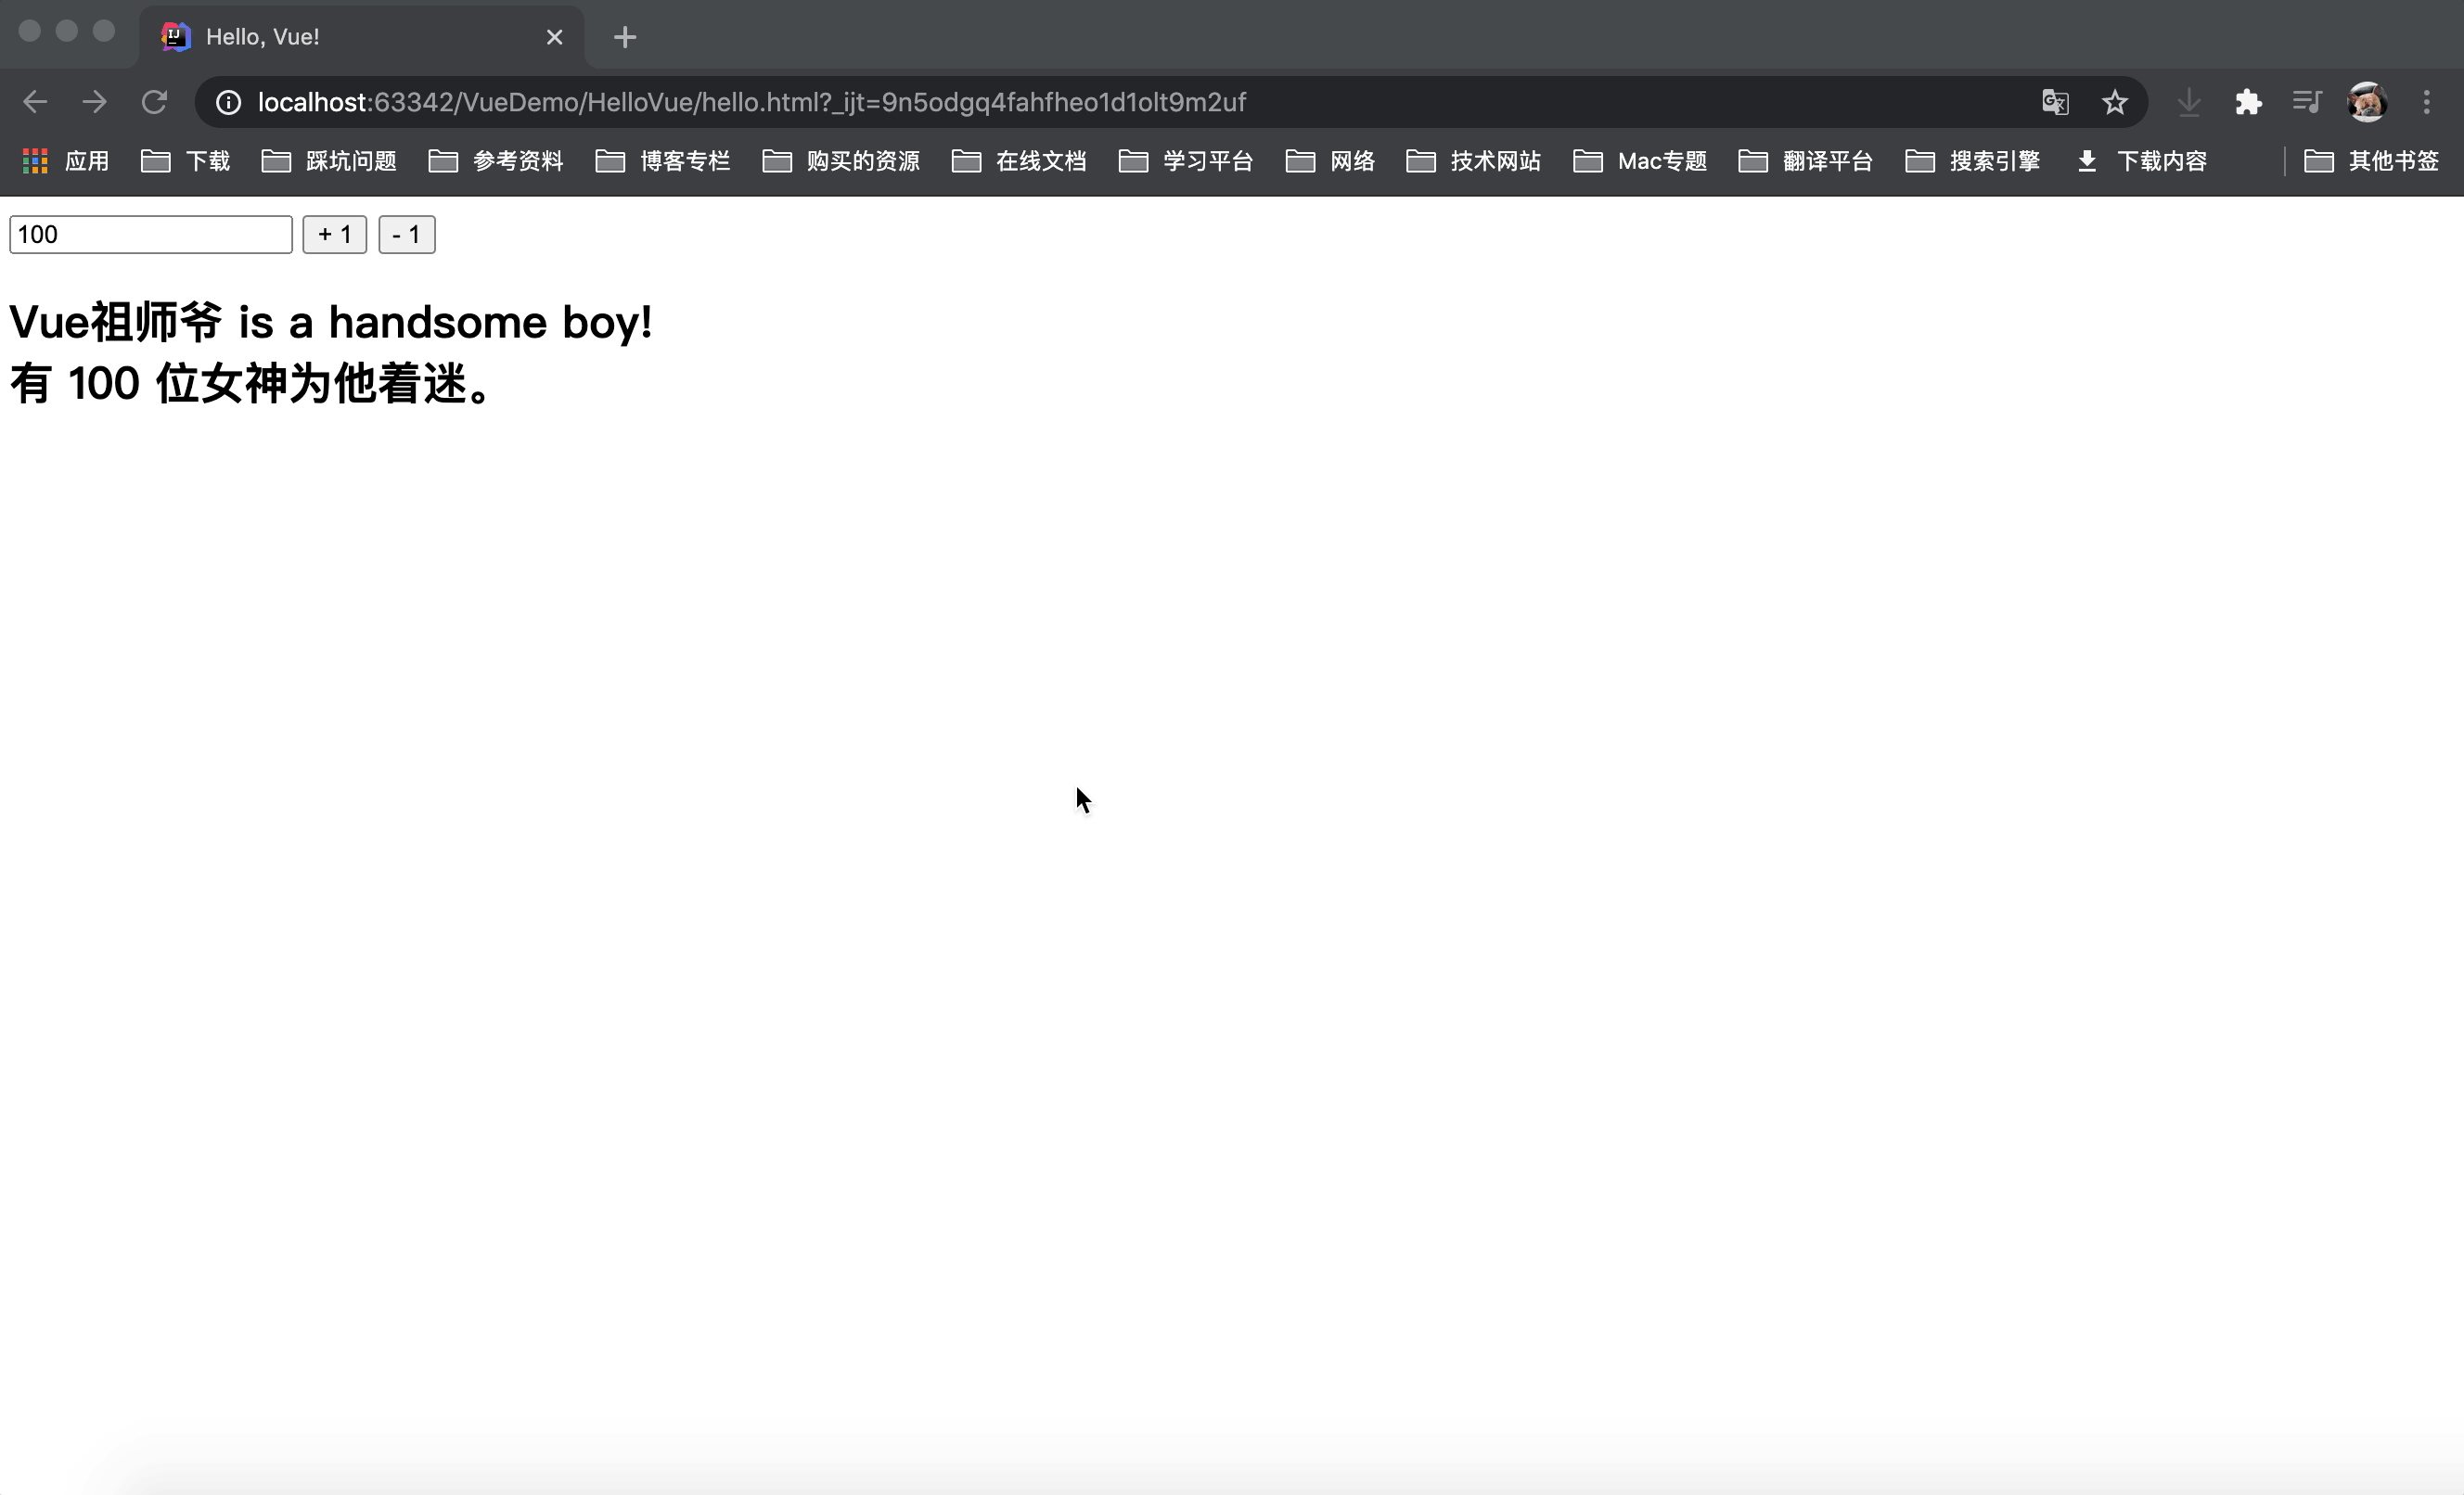 Hello, Vue!
localhost:63342/VueDemo/HelloVue/hello.html?_ijt=9n5odgq4fahfheo1d1olt9m2uf
应用 下载 踩坑问题 参考资料 博客专栏 购买的资源 在线文档 学习平台 网络 技术网站 Mac专题 翻译平台 搜索引擎 下载内容 其他书签
100 + 1 - 1
Vue祖师爷 is a handsome boy!
有 100 位女神为他着迷。